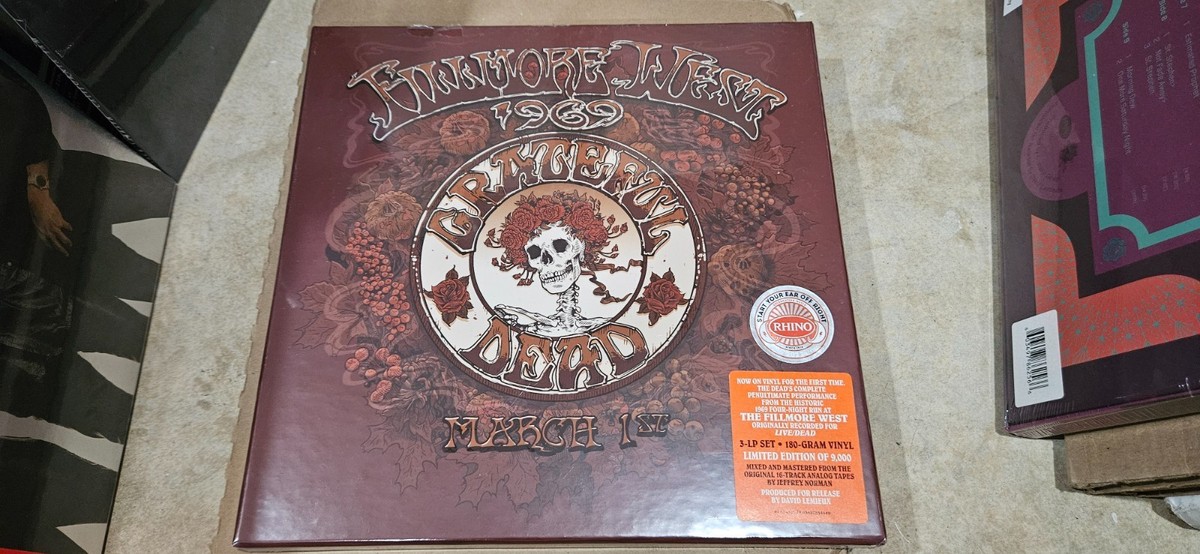 FILLMORE WEST
1969
GRATEFUL
DEAD
MARCH 1ST
START YOUR EAR OFF RIGHT
RHINO
NOW ON VINYL FOR THE FIRST TIME,
THE DEAD'S COMPLETE
PENULTIMATE PERFORMANCE
FROM THE HISTORIC
1969 FOUR-NIGHT RUN AT
THE FILLMORE WEST
ORIGINALLY RECORDED FOR
LIVE/DEAD
3-LP SET • 180-GRAM VINYL
LIMITED EDITION OF 9,000
MIXED AND MASTERED FROM THE
ORIGINAL 16-TRACK ANALOG TAPES
BY JEFFREY NORMAN
PRODUCED FOR RELEASE
BY DAVID LEMIEUX
Side B